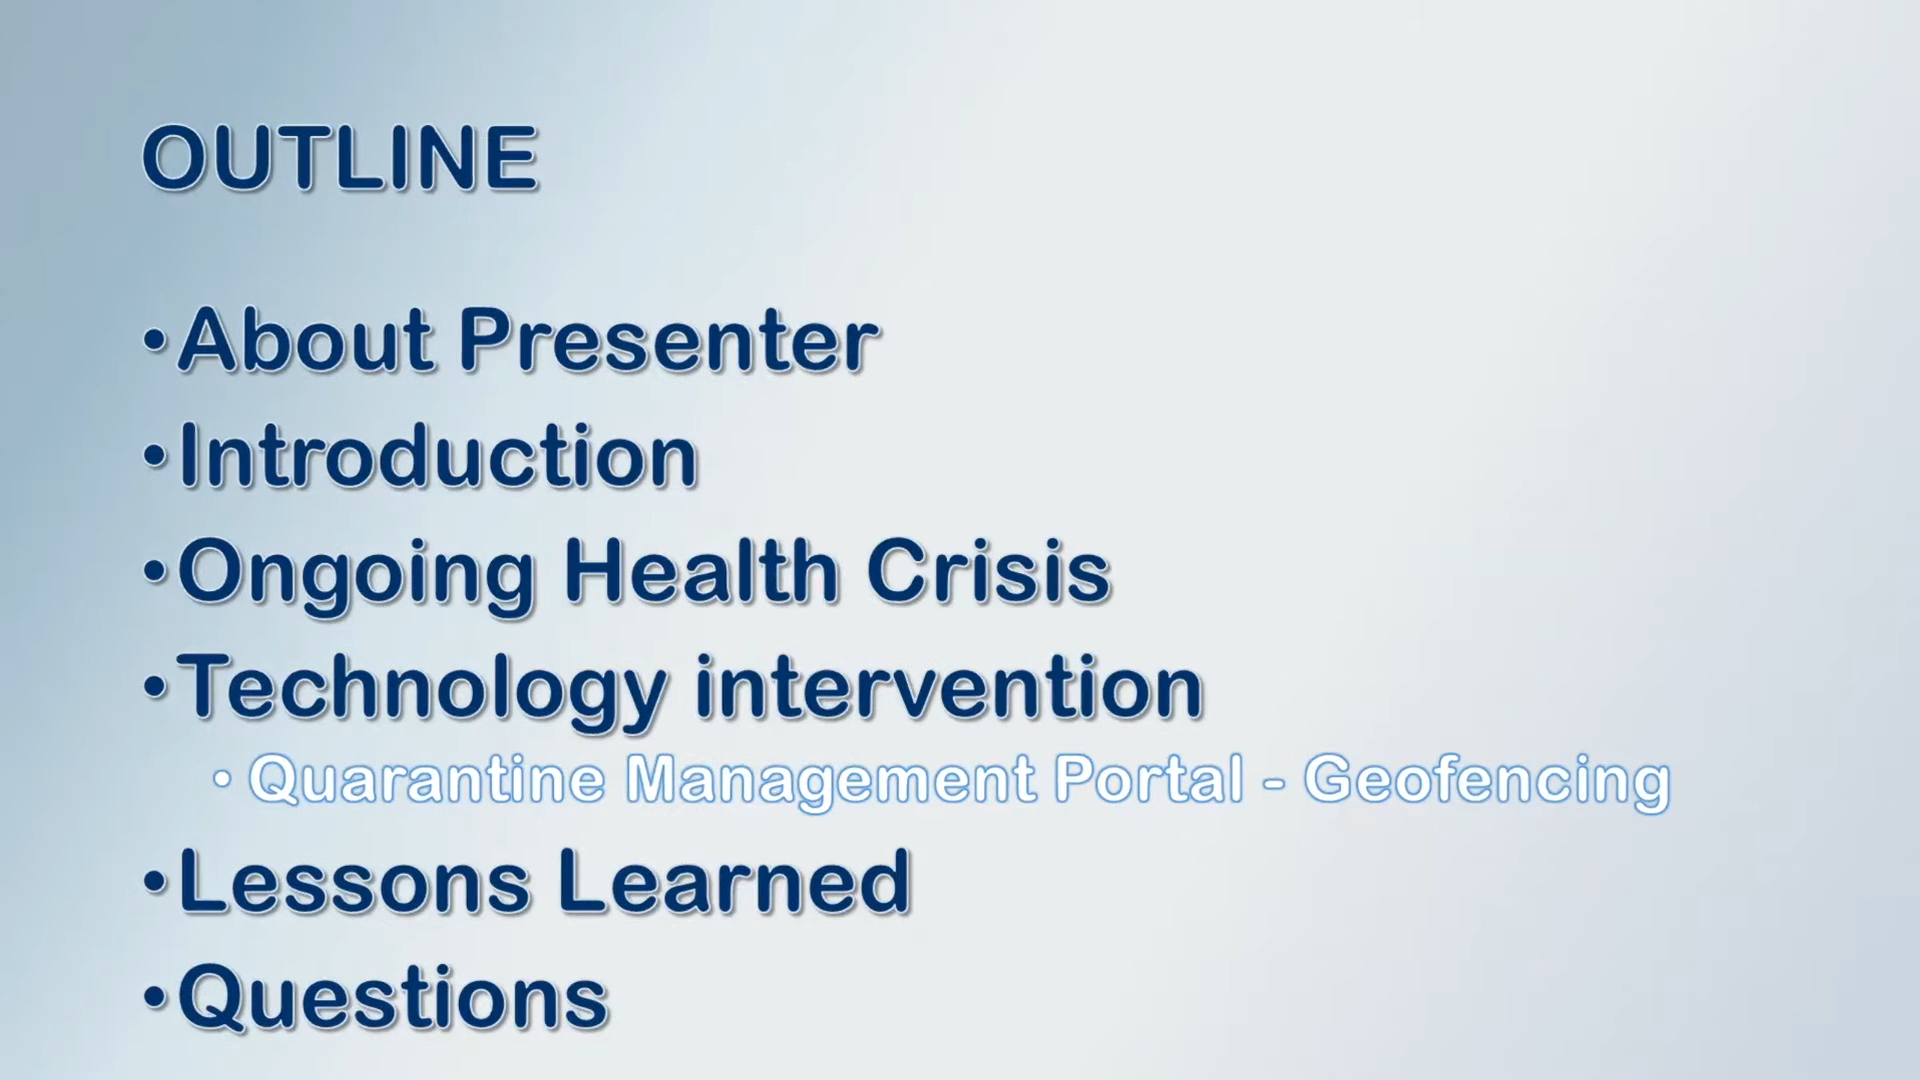 OUTLINE
•About Presenter
•Introduction
•Ongoing Health Crisis
•Technology intervention
• Quarantine Management Portal - Geofencing
•Lessons Learned
•Questions